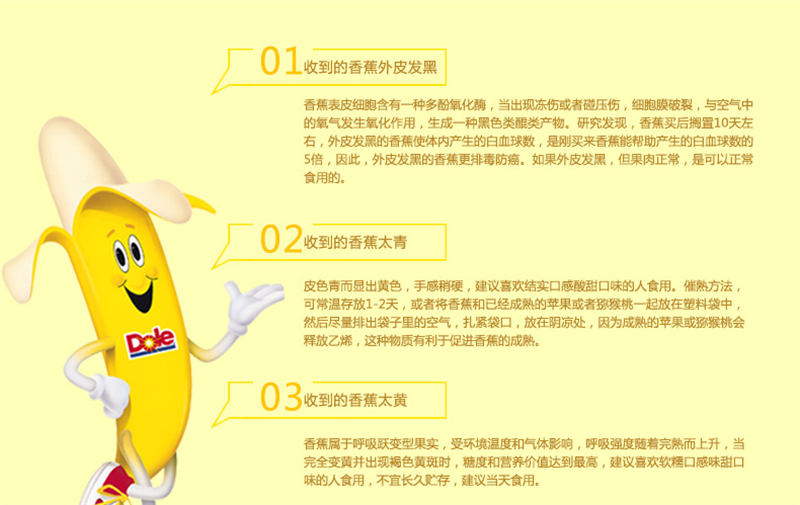 01 收到的香蕉外皮发黑
香蕉表皮细胞含有一种多酚氧化酶，当出现冻伤或者碰压伤，细胞膜破裂，与空气中
的氧气发生氧化作用，生成一种黑色类醌类产物。研究发现，香蕉买后搁置10天左
右，外皮发黑的香蕉使体内产生的白血球数，是刚买来香蕉能帮助产生的白血球数的
5倍，因此，外皮发黑的香蕉更排毒防癌。如果外皮发黑，但果肉正常，是可以正常
食用的。
02 收到的香蕉太青
皮色青而显出黄色，手感稍硬，建议喜欢结实口感酸甜口味的人食用。催熟方法，
可常温存放1-2天，或者将香蕉和已经成熟的苹果或者猕猴桃一起放在塑料袋中，
然后尽量排出袋子里的空气，扎紧袋口，放在阴凉处，因为成熟的苹果或猕猴桃会
释放乙烯，这种物质有利于促进香蕉的成熟。
Dole
03 收到的香蕉太黄
香蕉属于呼吸跃变型果实，受环境温度和气体影响，呼吸强度随着完熟而上升，当
完全变黄并出现褐色黄斑时，糖度和营养价值达到最高，建议喜欢软糯口感味甜口
味的人食用，不宜长久贮存，建议当天食用。